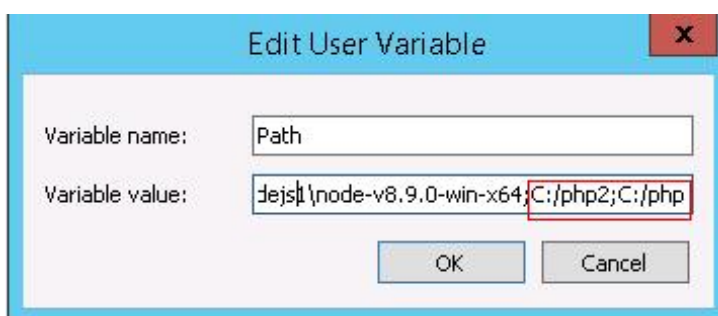 Edit User Variable
x
Variable name:
Path
Variable value:
dejs1\node-v8.9.0-win-x64;C:/php2;C:/php
OK
Cancel